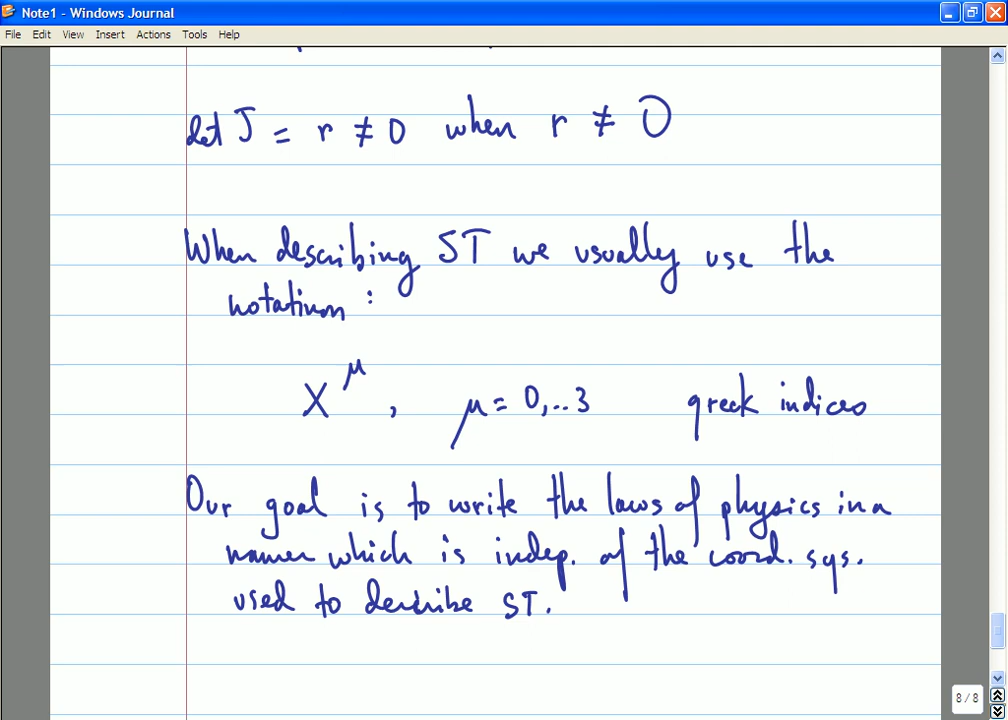 Note1 - Windows Journal
File Edit View Insert Actions Tools Help
det J = r ≠ 0 when r ≠ 0
When describing ST we usually use the
notation :
X^μ , μ = 0,..3 greek indices
Our goal is to write the laws of physics in a
namer which is indep. of the coord. sys.
used to describe ST.
8/8